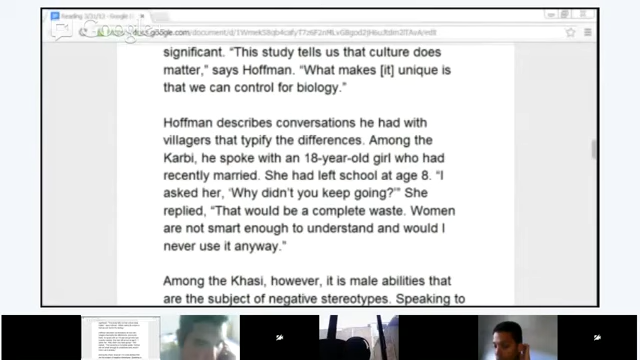 Reading
Google
significant. “This study tells us that culture does
matter,” says Hoffman. “What makes [it] unique is
that we can control for biology.”
Hoffman describes conversations he had with
villagers that typify the differences. Among the
Karbi, he spoke with an 18-year-old girl who had
recently married. She had left school at age 8. “I
asked her, ‘Why didn’t you keep going?’” She
replied, “That would be a complete waste. Women
are not smart enough to understand and would I
never use it anyway.”
Among the Khasi, however, it is male abilities that
are the subject of negative stereotypes. Speaking to